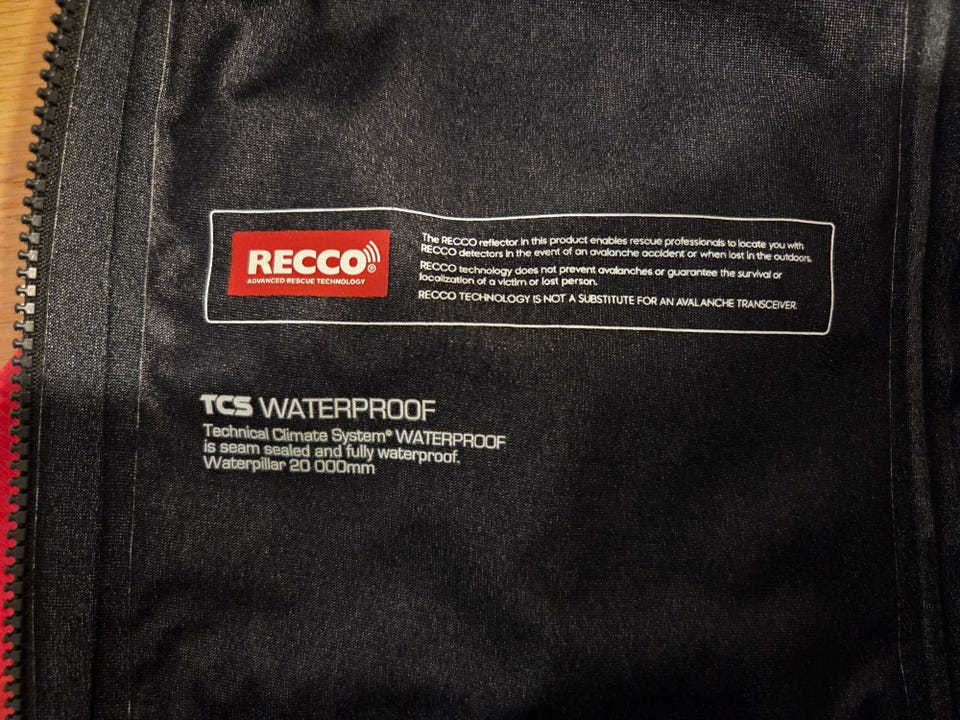 RECCO®
ADVANCED RESCUE TECHNOLOGY
The RECCO reflector in this product enables rescue professionals to locate you with
RECCO detectors in the event of an avalanche accident or when lost in the outdoors.
RECCO technology does not prevent avalanches or guarantee the survival or
localization of a victim or lost person.
RECCO TECHNOLOGY IS NOT A SUBSTITUTE FOR AN AVALANCHE TRANSCEIVER.
TCS WATERPROOF
Technical Climate System® WATERPROOF
is seam sealed and fully waterproof.
Waterpillar 20 000mm